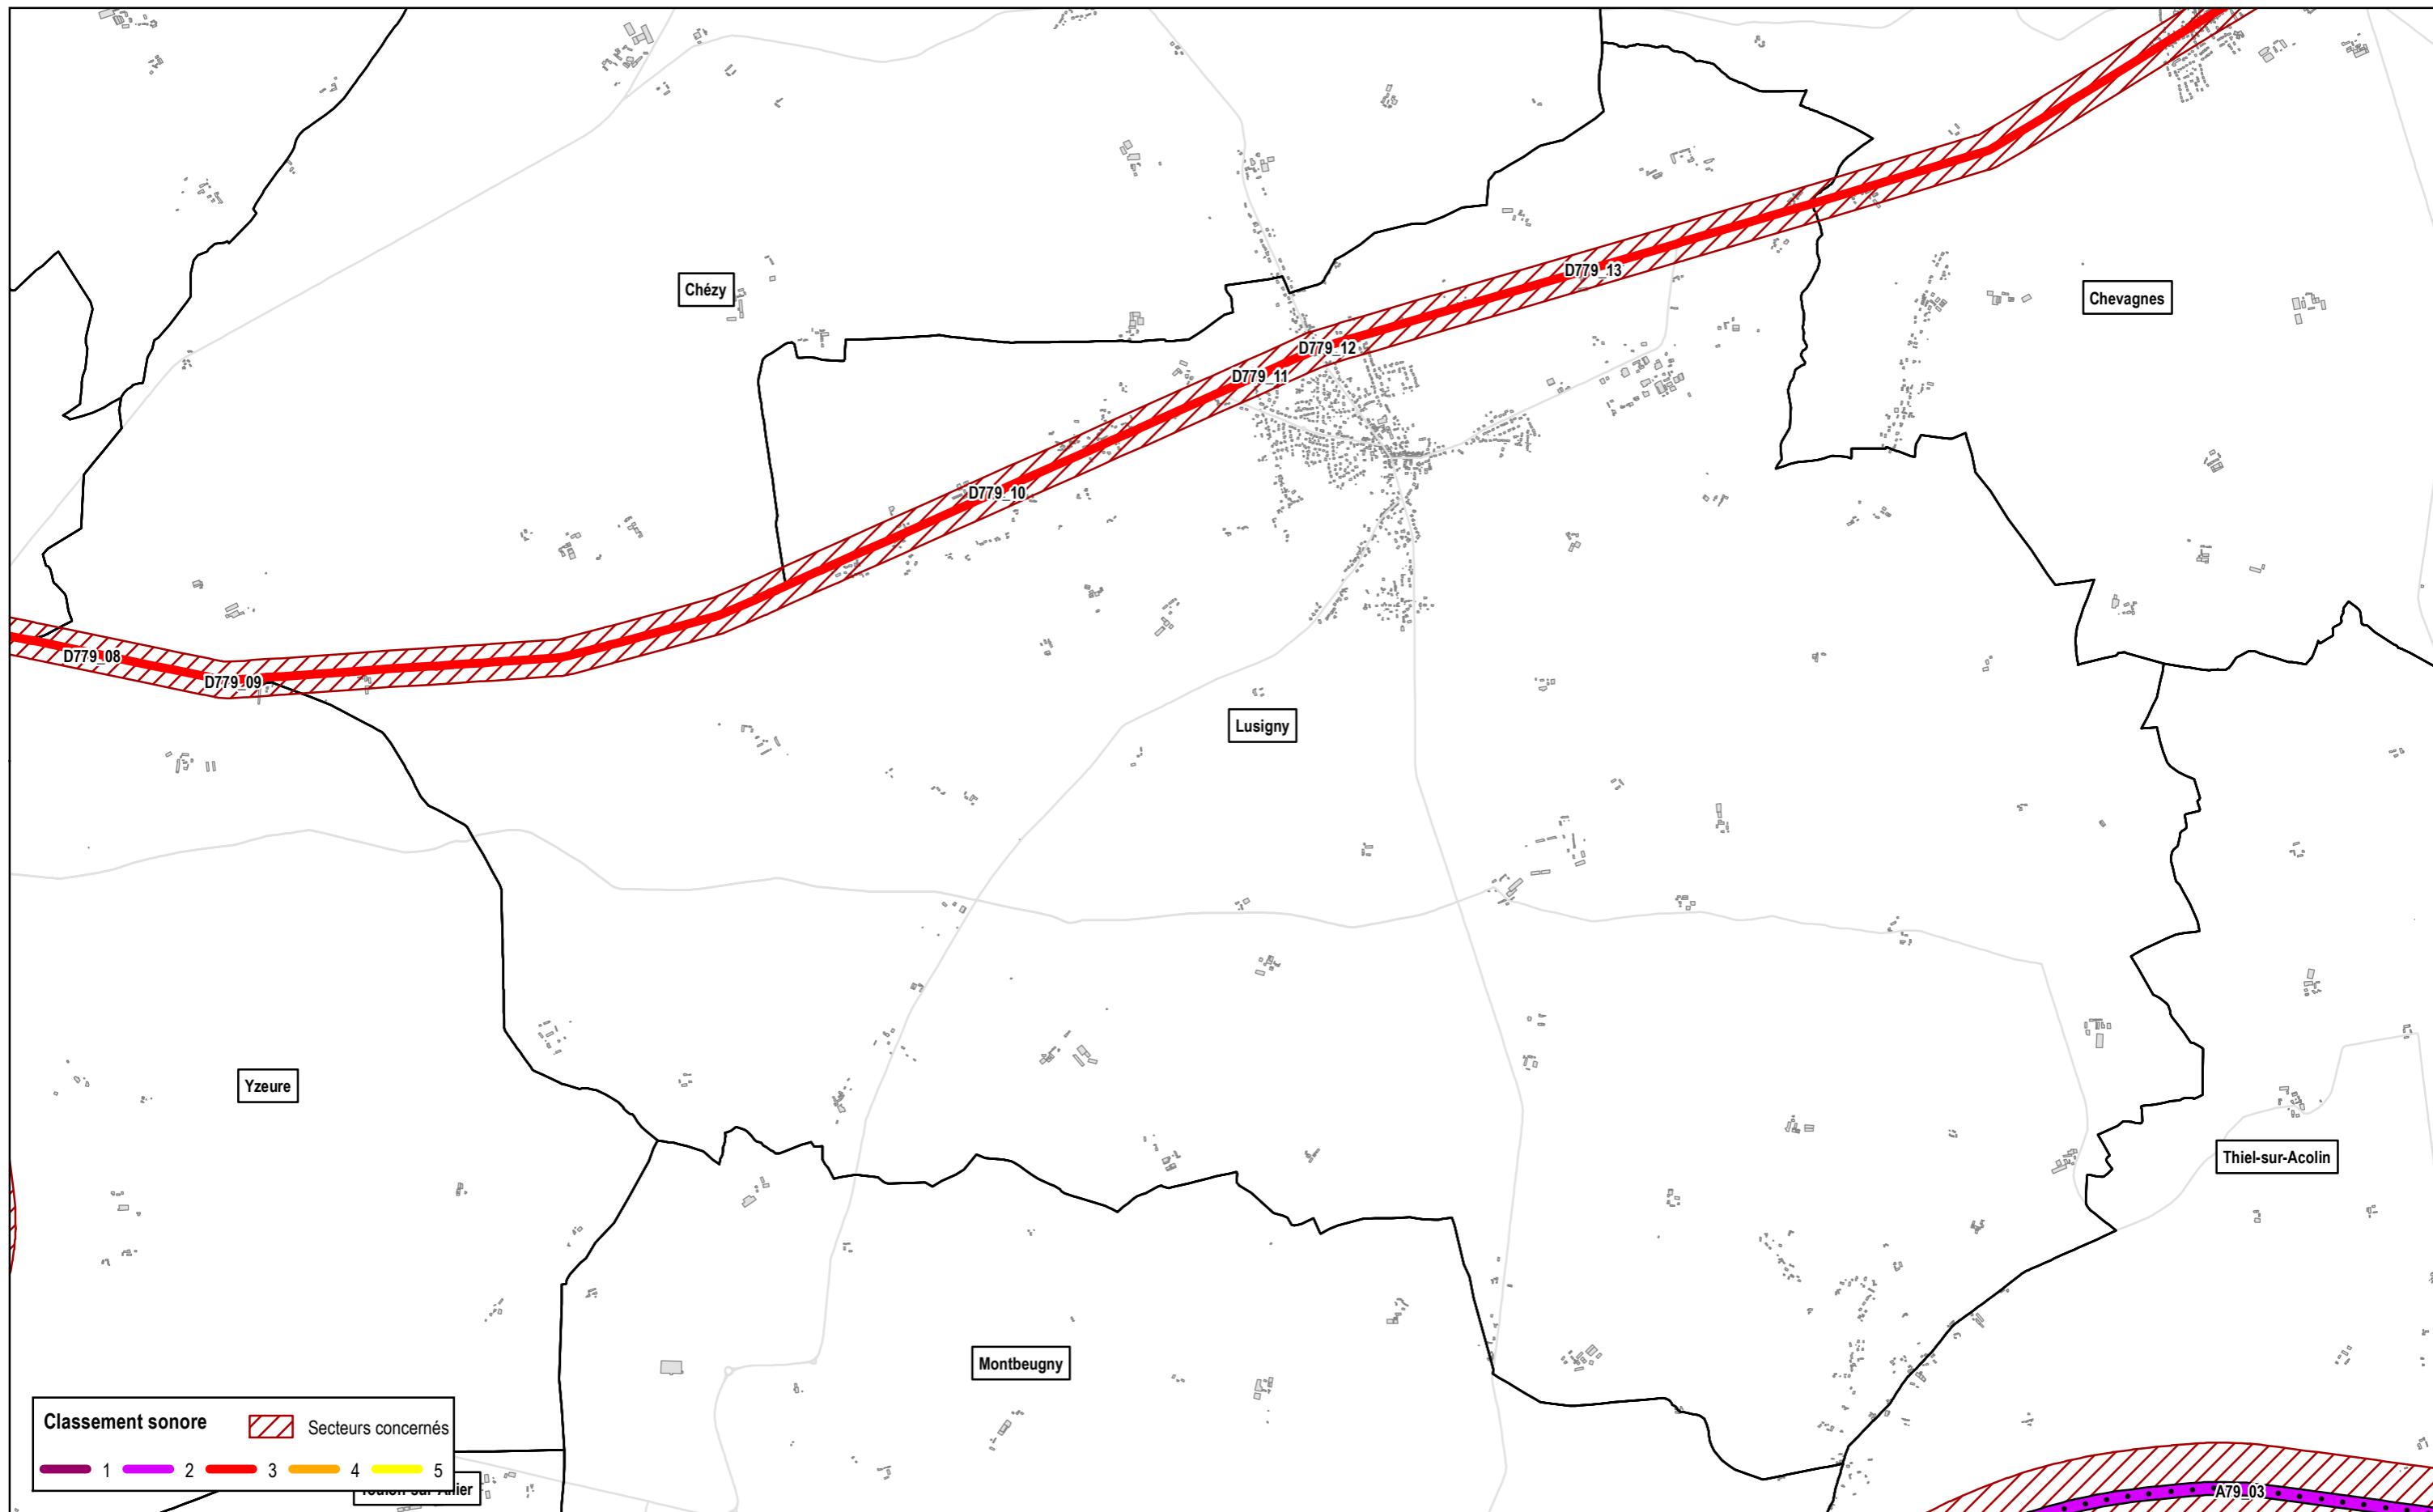 Chézy
Chevagnes
D779_13
D779_12
D779_11
D779_10
D779_08
D779_09
Lusigny
Yzeure
Thiel-sur-Acolin
Montbeugny
Classement sonore
Secteurs concernés
1 2 3 4 5
A79_03